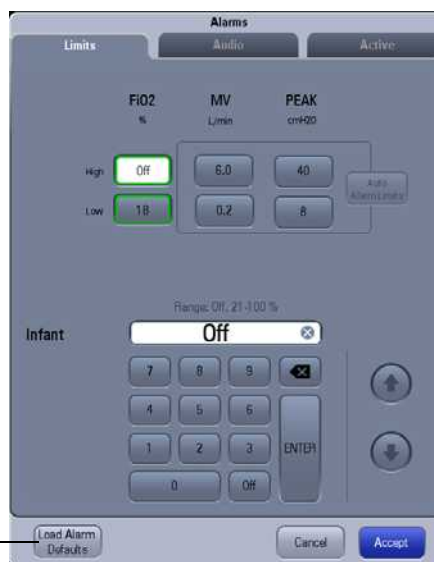 Alarms
Limits Audio Active
FiO2 MV PEAK
% L/min cmH2O
High Off 6.0 40
Auto
Alarm Limits
Low 18 0.2 8
Range: Off, 21-100 %
Infant Off
7 8 9
4 5 6
1 2 3 ENTER
0 Off
Load Alarm
Defaults
Cancel Accept